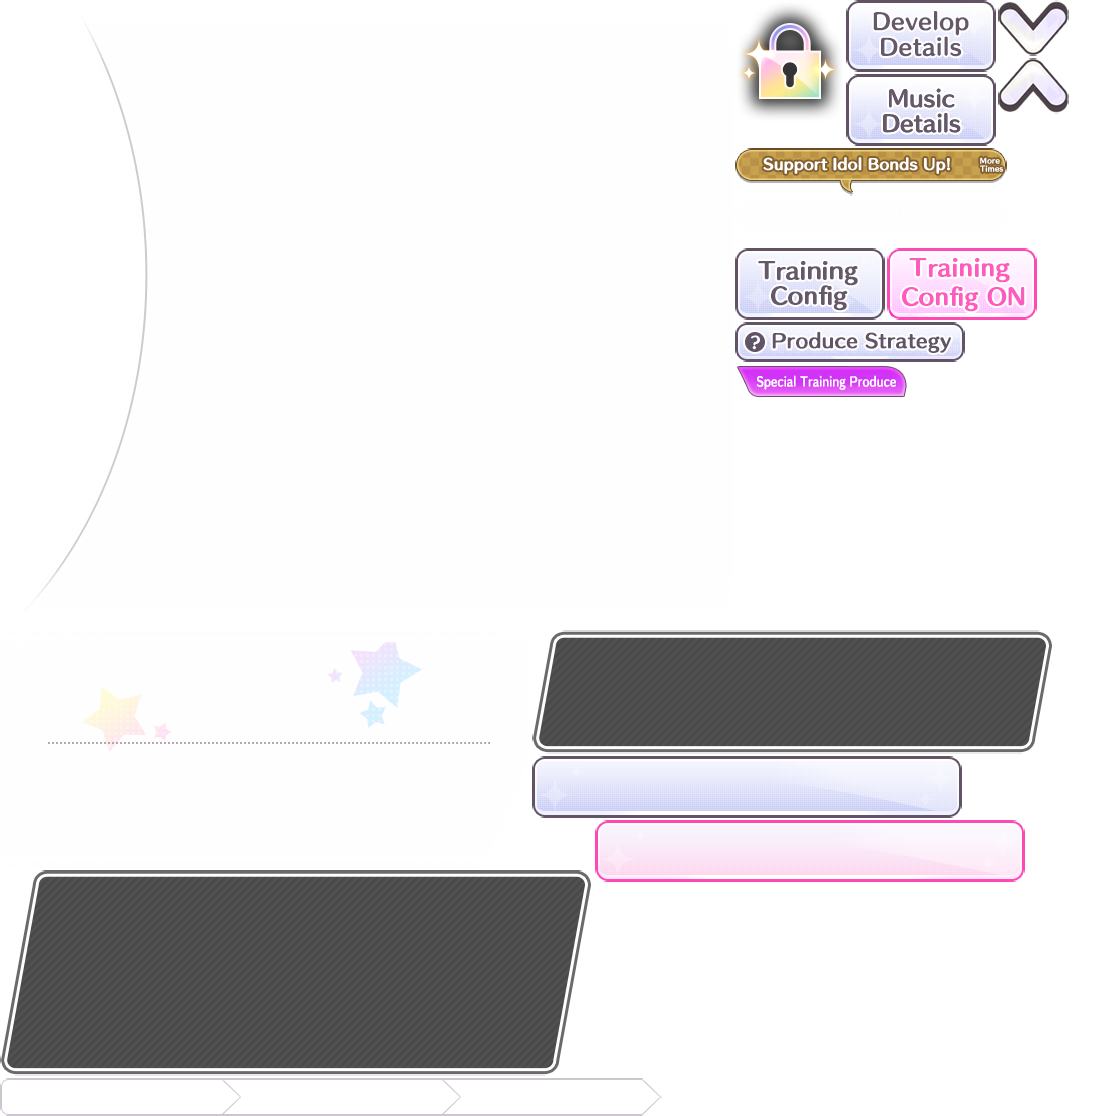 Develop
Details
Music
Details
Support Idol Bonds Up!
More
Times
Training
Config
Training
Config ON
? Produce Strategy
Special Training Produce